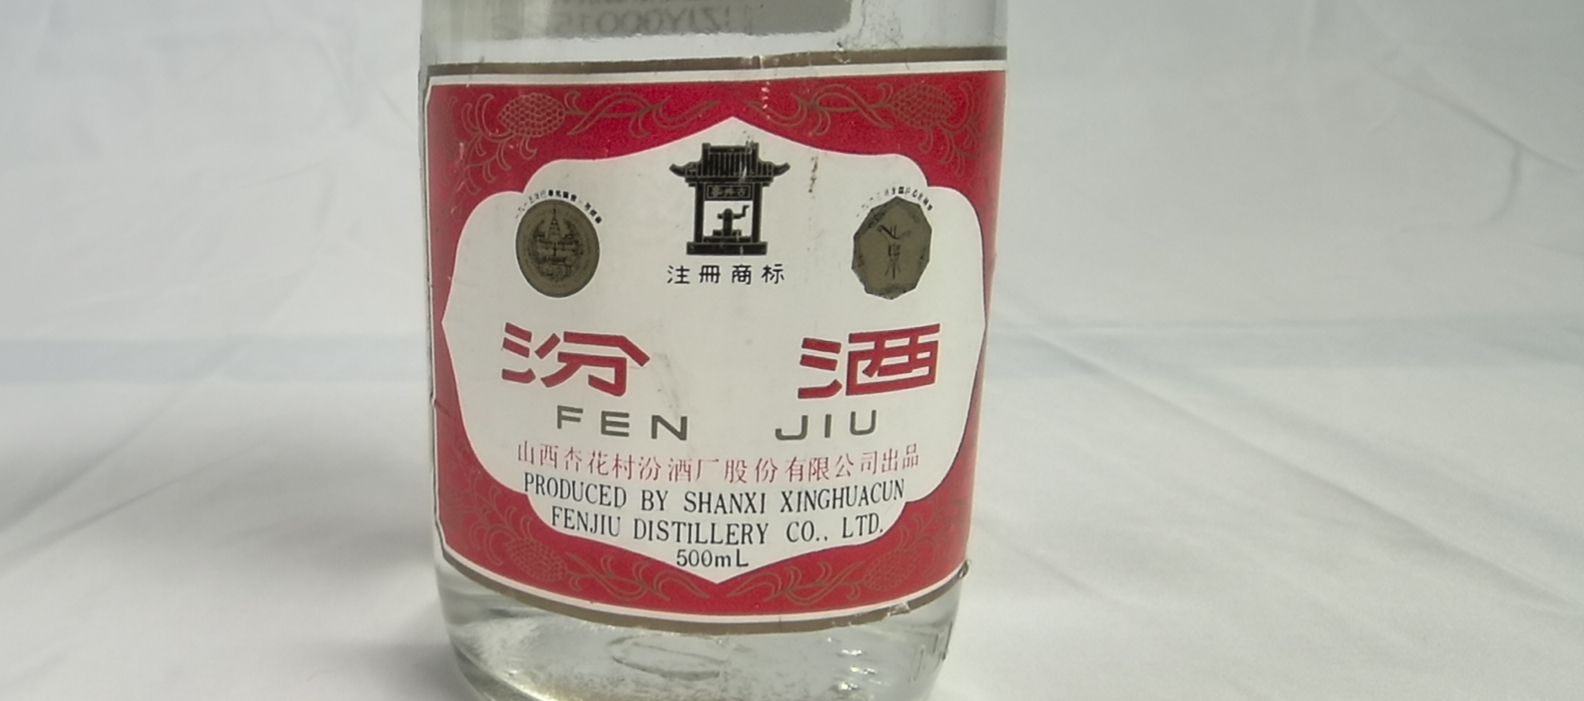 注册商标
汾 酒
FEN JIU
山西杏花村汾酒厂股份有限公司出品
PRODUCED BY SHANXI XINGHUACUN
FENJIU DISTILLERY CO., LTD.
500mL